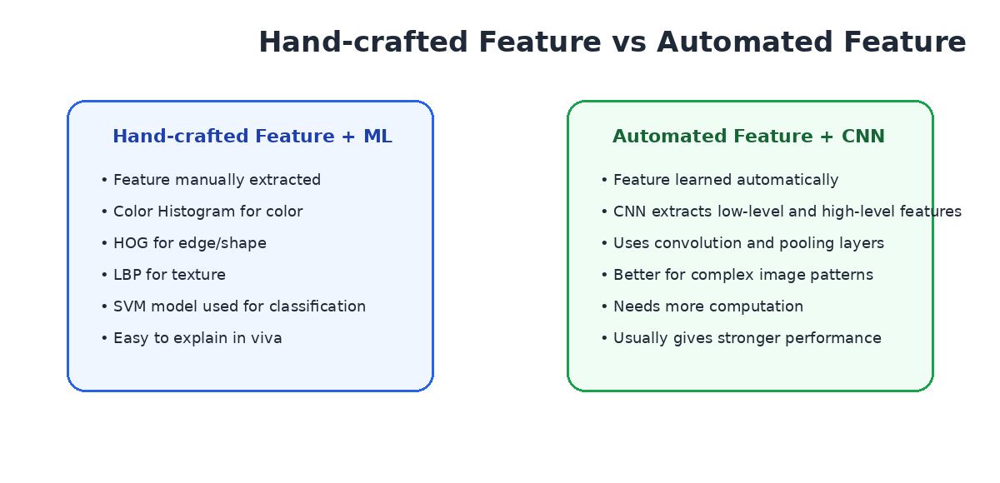 Hand-crafted Feature vs Automated Feature
Hand-crafted Feature + ML
• Feature manually extracted
• Color Histogram for color
• HOG for edge/shape
• LBP for texture
• SVM model used for classification
• Easy to explain in viva
Automated Feature + CNN
• Feature learned automatically
• CNN extracts low-level and high-level features
• Uses convolution and pooling layers
• Better for complex image patterns
• Needs more computation
• Usually gives stronger performance